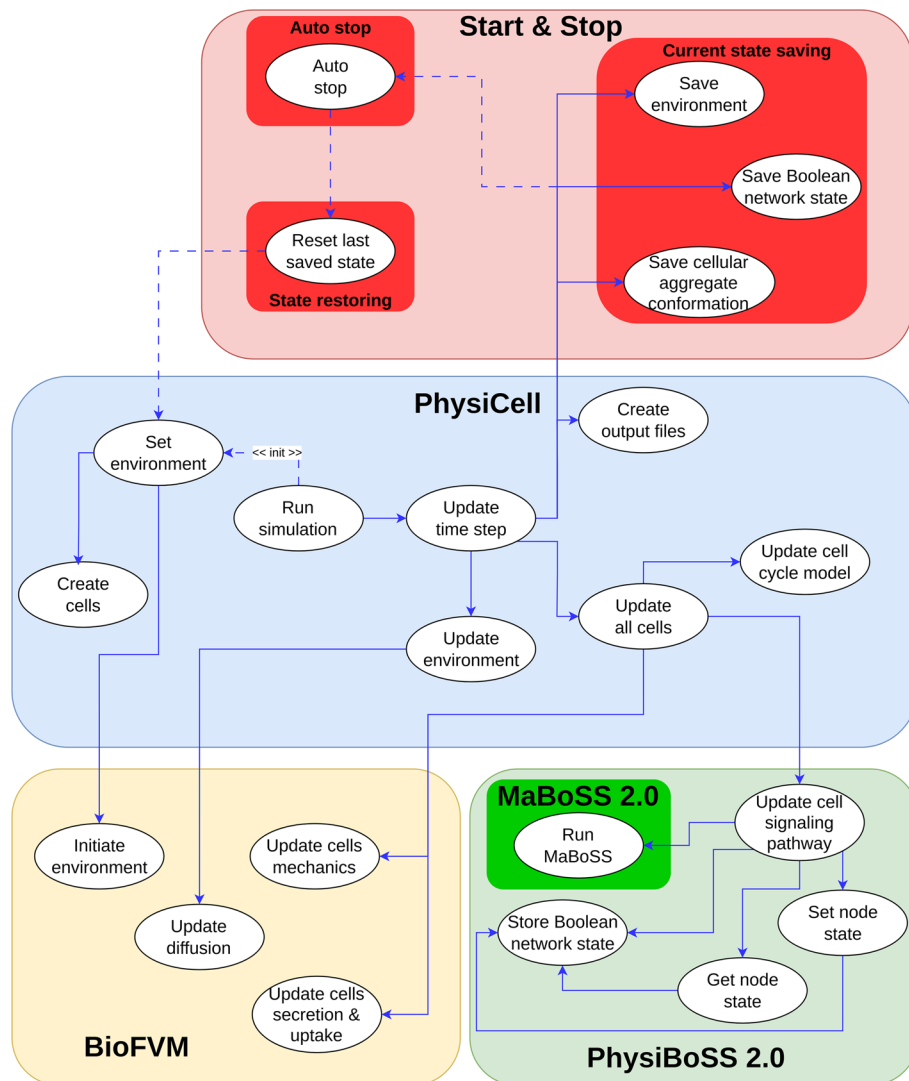 Start & Stop
Auto stop
Auto
stop
Current state saving
Save
environment
Save Boolean
network state
Reset last
saved state
State restoring
Save cellular
aggregate
conformation
PhysiCell
Create
output files
Set
environment
<< init >>
Run
simulation
Update
time step
Update cell
cycle model
Create
cells
Update
all cells
Update
environment
MaBoSS 2.0
Run
MaBoSS
Update cell
signaling
pathway
Initiate
environment
Update cells
mechanics
Update
diffusion
Store Boolean
network state
Set node
state
Get node
state
Update cells
secretion &
uptake
BioFVM
PhysiBoSS 2.0